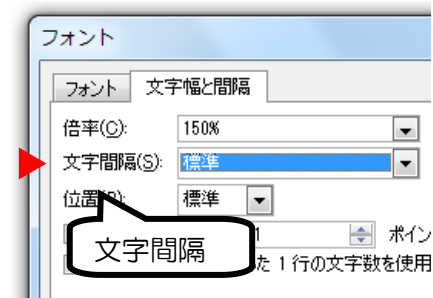 フォント
フォント 文字幅と間隔
倍率(C): 150%
文字間隔(S): 標準
位置(P): 標準
1 ポイン
文字間隔
た 1 行の文字数を使用